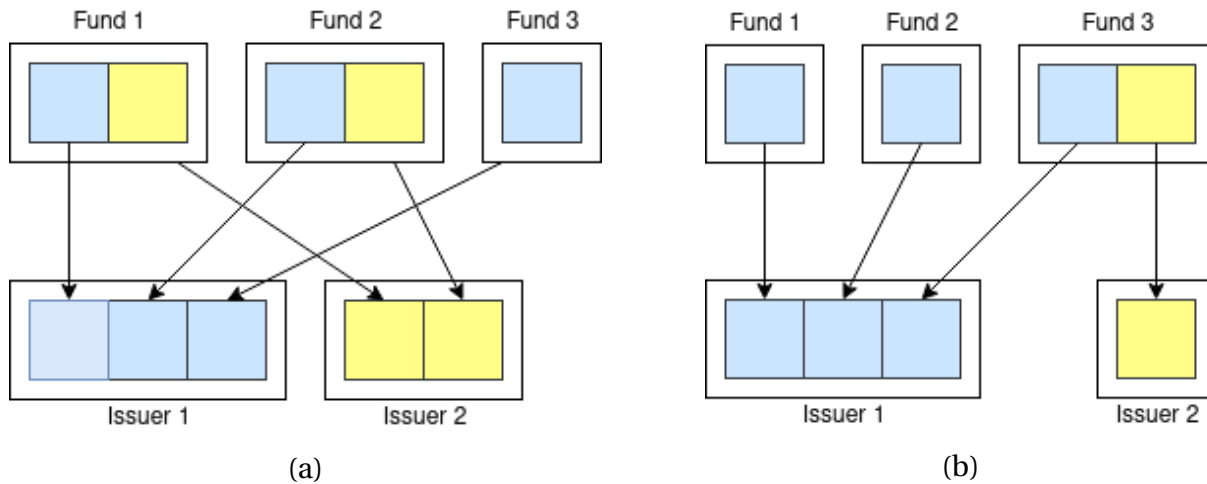 Fund 1
Fund 2
Fund 3
Issuer 1
Issuer 2
(a)
Fund 1
Fund 2
Fund 3
Issuer 1
Issuer 2
(b)